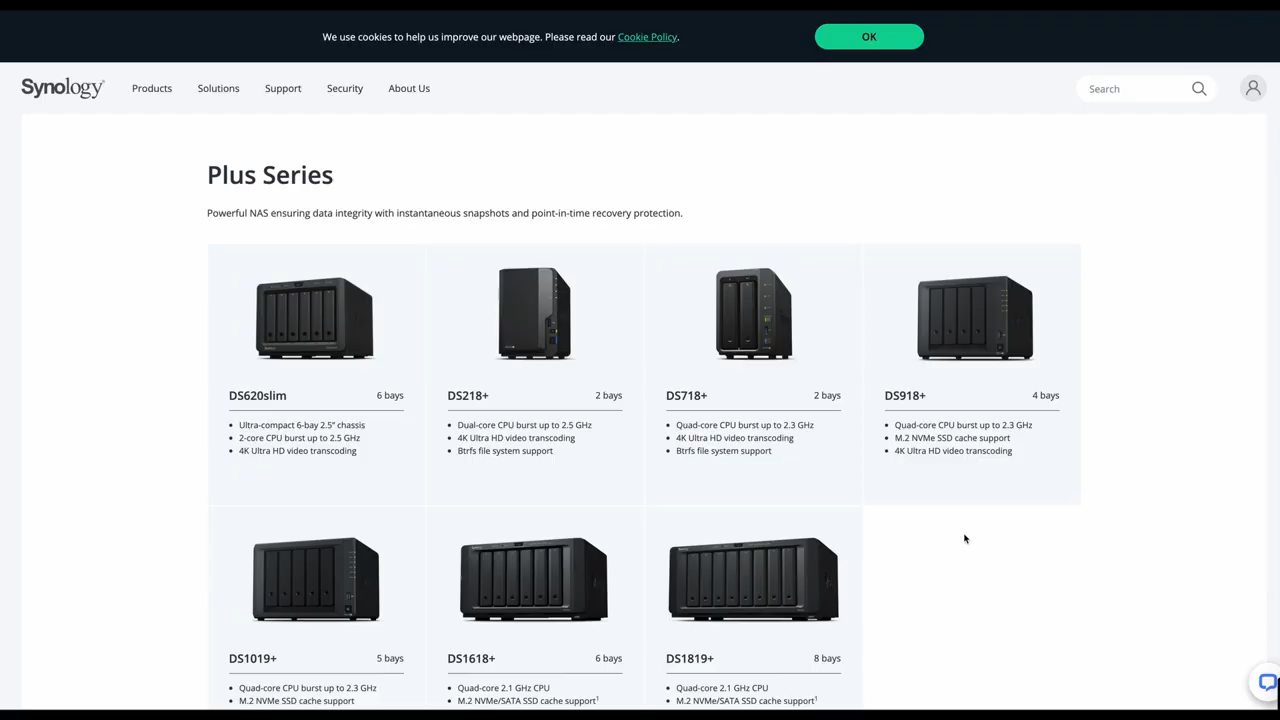 We use cookies to help us improve our webpage. Please read our Cookie Policy.
OK
Synology
Products
Solutions
Support
Security
About Us
Search
Plus Series
Powerful NAS ensuring data integrity with instantaneous snapshots and point-in-time recovery protection.
DS620slim 6 bays
• Ultra-compact 6-bay 2.5" chassis
• 2-core CPU burst up to 2.5 GHz
• 4K Ultra HD video transcoding
DS218+ 2 bays
• Dual-core CPU burst up to 2.5 GHz
• 4K Ultra HD video transcoding
• Btrfs file system support
DS718+ 2 bays
• Quad-core CPU burst up to 2.3 GHz
• 4K Ultra HD video transcoding
• Btrfs file system support
DS918+ 4 bays
• Quad-core CPU burst up to 2.3 GHz
• M.2 NVMe SSD cache support
• 4K Ultra HD video transcoding
DS1019+ 5 bays
• Quad-core CPU burst up to 2.3 GHz
• M.2 NVMe SSD cache support
DS1618+ 6 bays
• Quad-core 2.1 GHz CPU
• M.2 NVMe/SATA SSD cache support¹
DS1819+ 8 bays
• Quad-core 2.1 GHz CPU
• M.2 NVMe/SATA SSD cache support¹